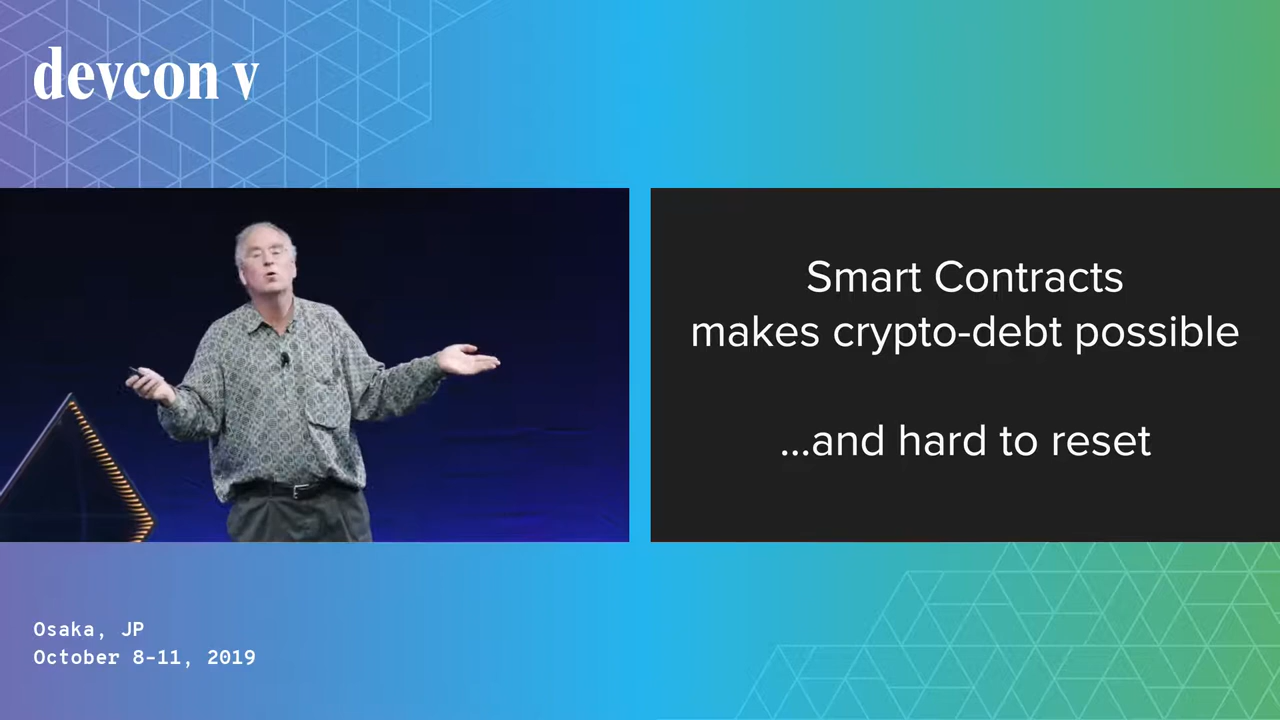 devcon v
Smart Contracts
makes crypto-debt possible
...and hard to reset
Osaka, JP
October 8-11, 2019